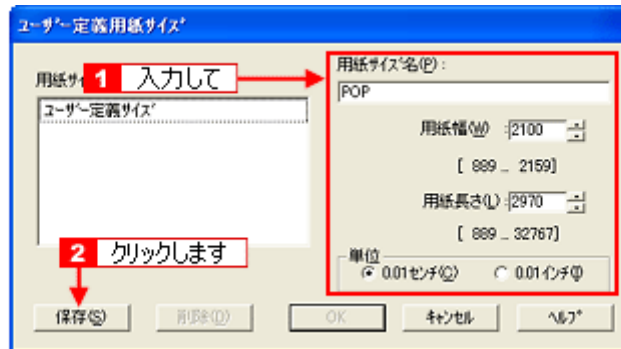 ユーザー定義用紙サイズ
用紙サイ
1 入力して
ユーザー定義サイズ
用紙サイズ名(P):
POP
用紙幅(W) :2100
[ 889 .. 2159]
用紙長さ(L) :2970
[ 889 .. 32767]
単位
0.01センチ(C) 0.01インチ(I)
2 クリックします
保存(S) 削除(D) OK キャンセル ヘルプ